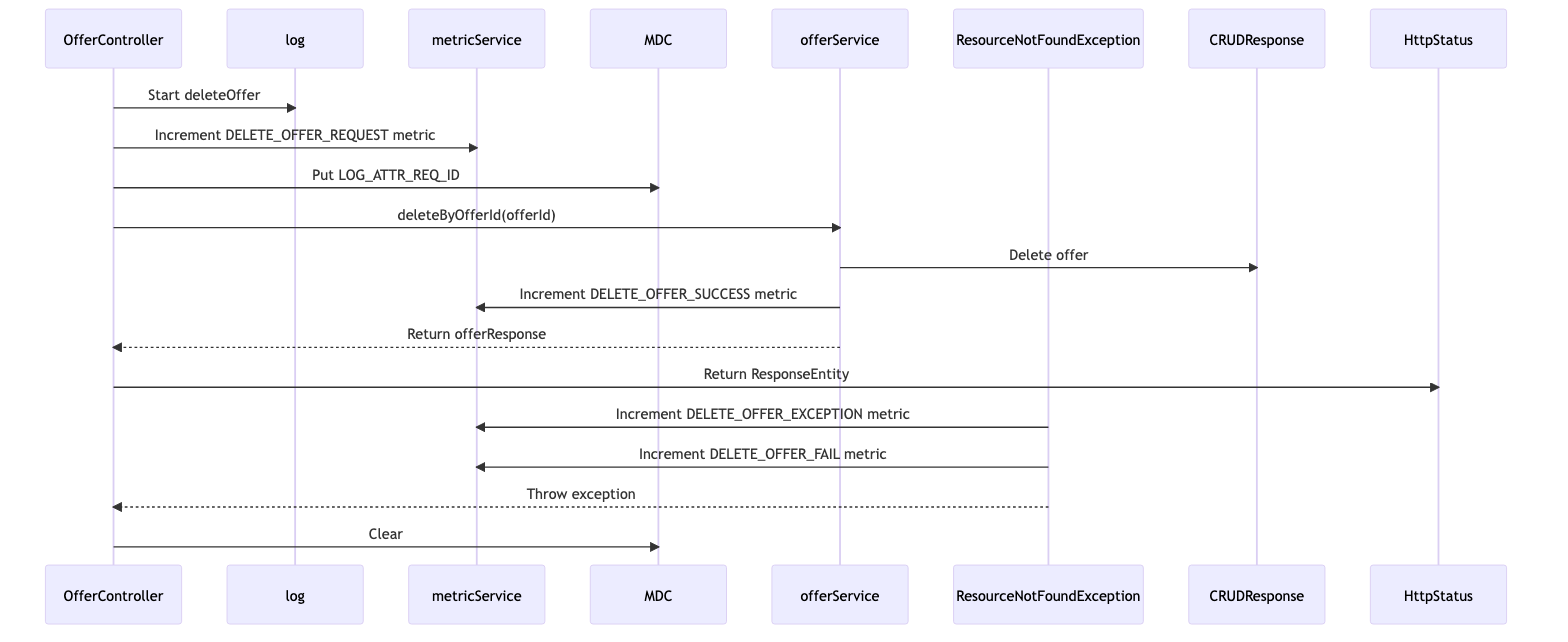 OfferController
log
metricService
MDC
offerService
ResourceNotFoundException
CRUDResponse
HttpStatus
Start deleteOffer
Increment DELETE_OFFER_REQUEST metric
Put LOG_ATTR_REQ_ID
deleteByOfferId(offerId)
Delete offer
Increment DELETE_OFFER_SUCCESS metric
Return offerResponse
Return ResponseEntity
Increment DELETE_OFFER_EXCEPTION metric
Increment DELETE_OFFER_FAIL metric
Throw exception
Clear
OfferController
log
metricService
MDC
offerService
ResourceNotFoundException
CRUDResponse
HttpStatus